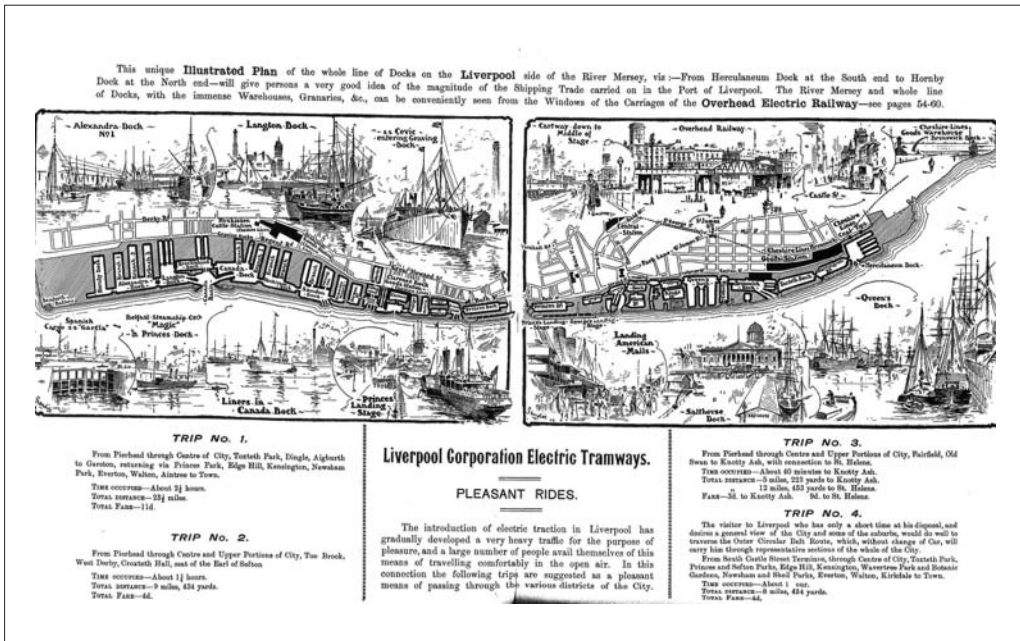 This unique Illustrated Plan of the whole line of Docks on the Liverpool side of the River Mersey, viz :—From Herculaneum Dock at the South end to Hornby
Dock at the North end—will give persons a very good idea of the magnitude of the Shipping Trade carried on in the Port of Liverpool. The River Mersey and whole line
of Docks, with the immense Warehouses, Granaries, &c., can be conveniently seen from the Windows of the Carriages of the Overhead Electric Railway—see pages 54-60.
Alexandra Dock
No 1
Langton Dock
s.s Cevic
entering Graving
Dock
Derby Rd
Canada
Dock
Spanish
Cargo s.s "Garcia"
Belfast Steamship Coys
"Magic"
In Princes Dock
Liners In
Canada Dock
Princes
Landing
Stage
Eastway down to
Middle of
Stage
Overhead Railway
Castle St
Cheshire Lines
Goods Warehouse
Brunswick Dock
Central
Station
Park Lane
St James
Cheshire Lines
Goods Station
Herculaneum Dock
Landing
American
Mails
Salthouse
Dock
Queen's
Dock
TRIP No. 1.
From Pierhead through Centre of City, Toxteth Park, Dingle, Aigburth
to Garston, returning via Princes Park, Edge Hill, Kensington, Newsham
Park, Everton, Walton, Aintree to Town.
TIME OCCUPIED—About 2½ hours.
TOTAL DISTANCE—23½ miles.
TOTAL FARE—11d.
TRIP No. 2.
From Pierhead through Centre and Upper Portions of City, Tue Brook,
West Derby, Croxteth Hall, seat of the Earl of Sefton
TIME OCCUPIED—About 1½ hours.
TOTAL DISTANCE—9 miles, 434 yards.
TOTAL FARE—4d.
Liverpool Corporation Electric Tramways.
PLEASANT RIDES.
The introduction of electric traction in Liverpool has
gradually developed a very heavy traffic for the purpose of
pleasure, and a large number of people avail themselves of this
means of travelling comfortably in the open air. In this
connection the following trips are suggested as a pleasant
means of passing through the various districts of the City.
TRIP No. 3.
From Pierhead through Centre and Upper Portions of City, Fairfield, Old
Swan to Knotty Ash, with connection to St. Helens.
TIME OCCUPIED—About 40 minutes to Knotty Ash.
TOTAL DISTANCE—5 miles, 223 yards to Knotty Ash.
" 12 miles, 453 yards to St. Helens.
FARE—3d. to Knotty Ash. 9d. to St. Helens.
TRIP No. 4.
The visitor to Liverpool who has only a short time at his disposal, and
desires a general view of the City and some of the suburbs, would do well to
traverse the Outer Circular Belt Route, which, without change of Car, will
carry him through representative sections of the whole of the City.
From South Castle Street Terminus, through Centre of City, Toxteth Park,
Princes and Sefton Parks, Edge Hill, Kensington, Wavertree Park and Botanic
Gardens, Newsham and Sheil Parks, Everton, Walton, Kirkdale to Town.
TIME OCCUPIED—About 1 our.
TOTAL DISTANCE—8 miles, 454 yards.
TOTAL FARE—4d.